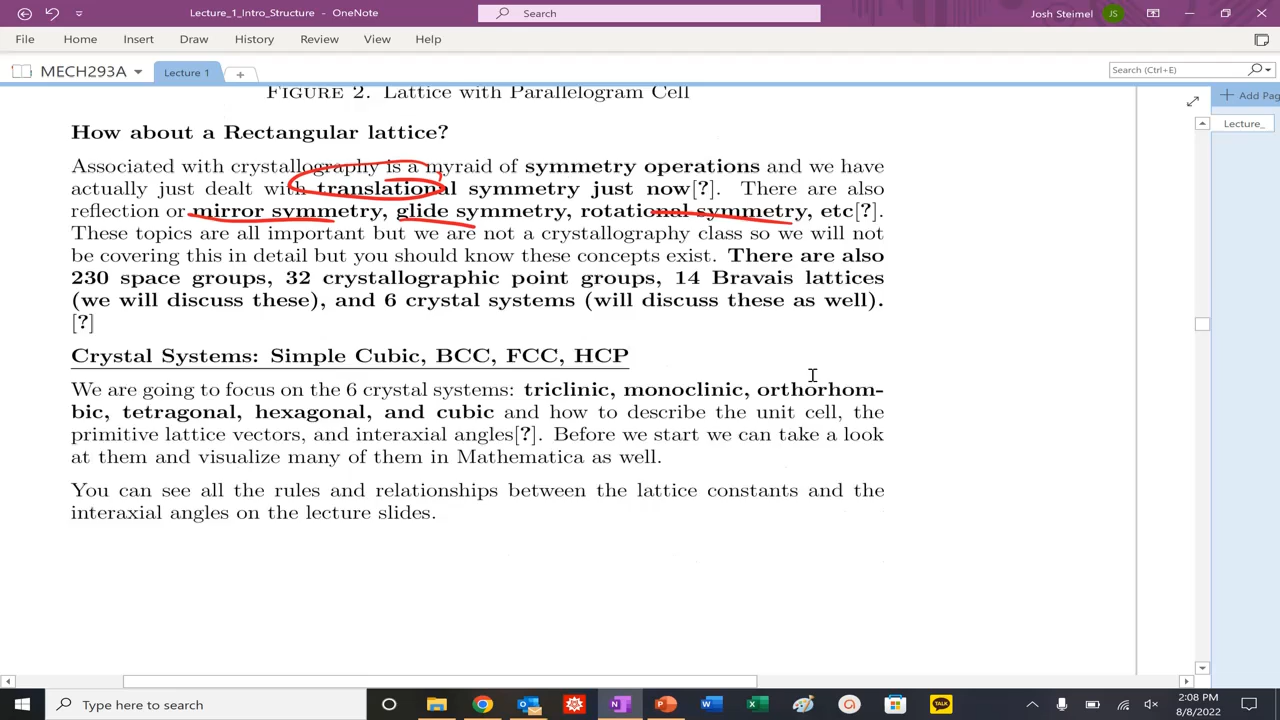 Lecture_1_Intro_Structure - OneNote
Search
Josh Steimel
JS
File Home Insert Draw History Review View Help
MECH293A
Lecture 1
Search (Ctrl+E)
FIGURE 2. Lattice with Parallelogram Cell
Add Pag
Lecture_
How about a Rectangular lattice?
Associated with crystallography is a myraid of symmetry operations and we have
actually just dealt with translational symmetry just now[?]. There are also
reflection or mirror symmetry, glide symmetry, rotational symmetry, etc[?].
These topics are all important but we are not a crystallography class so we will not
be covering this in detail but you should know these concepts exist. There are also
230 space groups, 32 crystallographic point groups, 14 Bravais lattices
(we will discuss these), and 6 crystal systems (will discuss these as well).
[?]
Crystal Systems: Simple Cubic, BCC, FCC, HCP
We are going to focus on the 6 crystal systems: triclinic, monoclinic, orthorhom-
bic, tetragonal, hexagonal, and cubic and how to describe the unit cell, the
primitive lattice vectors, and interaxial angles[?]. Before we start we can take a look
at them and visualize many of them in Mathematica as well.
You can see all the rules and relationships between the lattice constants and the
interaxial angles on the lecture slides.
Type here to search
TALK
2:08 PM
8/8/2022